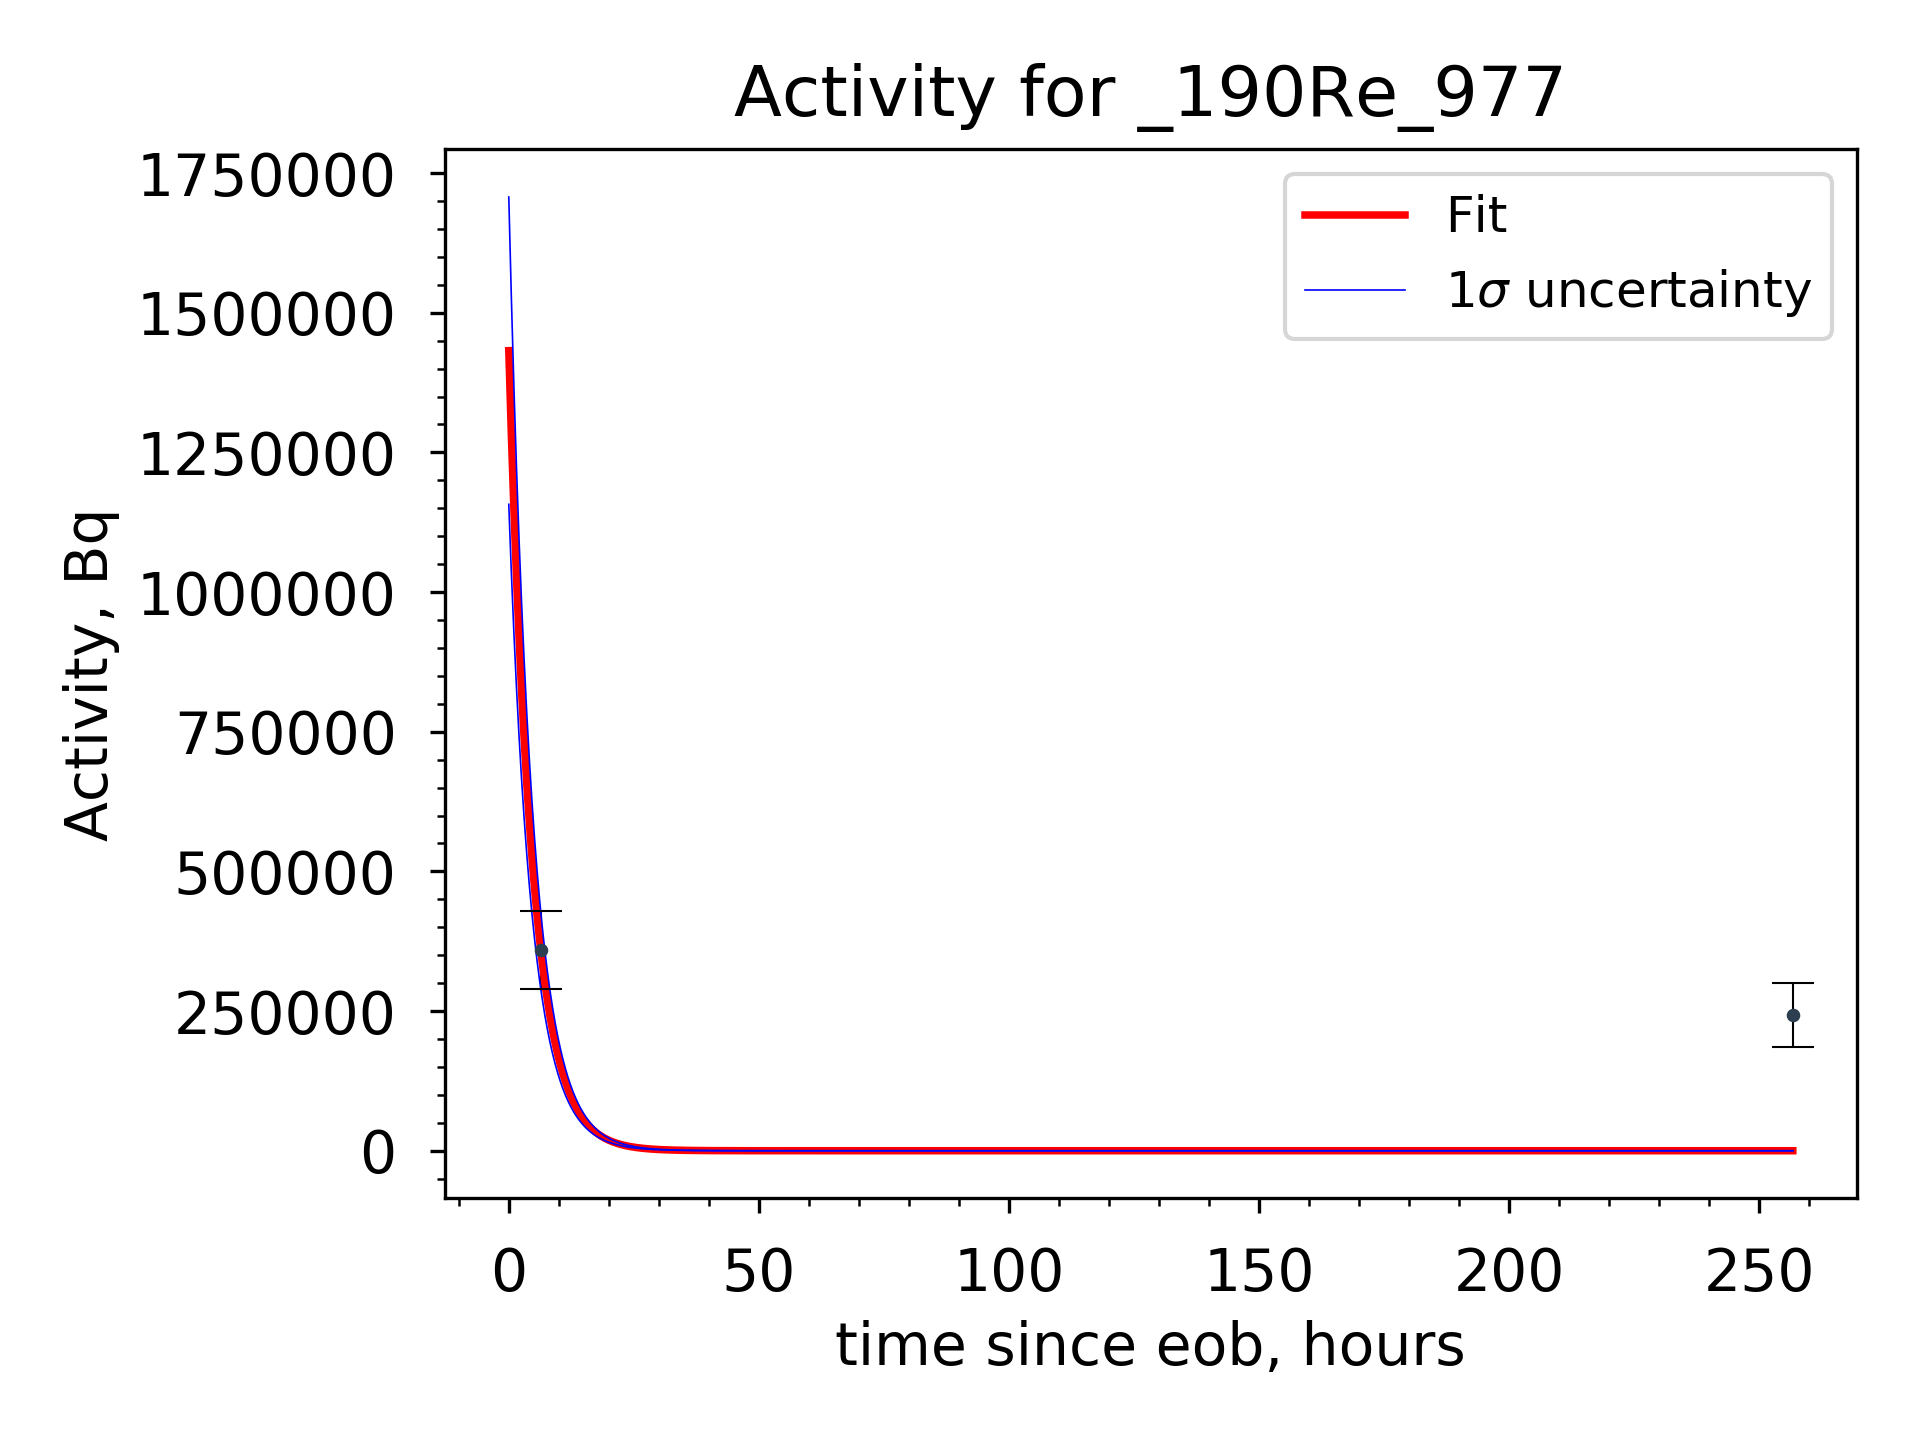 Activity for _190Re_977
Fit
1σ uncertainty
Activity, Bq
1750000
1500000
1250000
1000000
750000
500000
250000
0
0 50 100 150 200 250
time since eob, hours